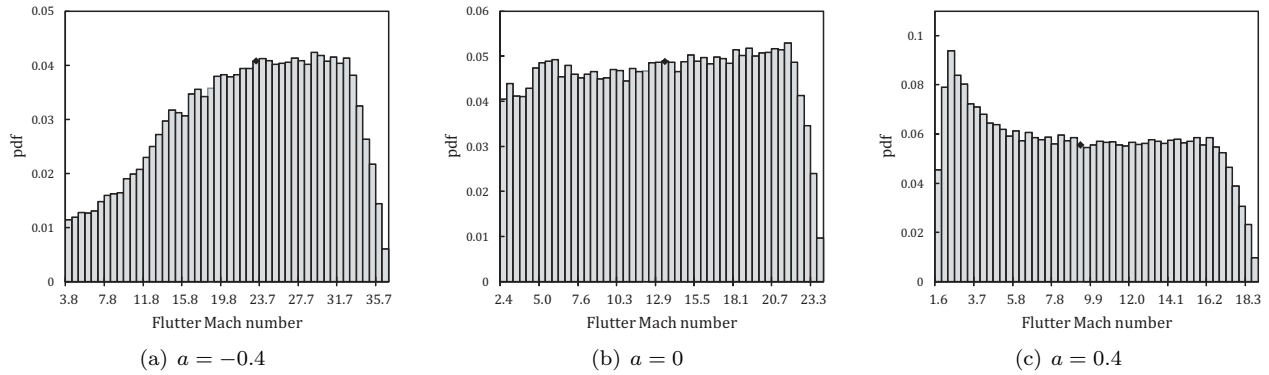 0.05
0.04
0.03
0.02
0.01
0
pdf
3.8 7.8 11.8 15.8 19.8 23.7 27.7 31.7 35.7
Flutter Mach number
(a) a = −0.4
0.06
0.05
0.04
0.03
0.02
0.01
0
pdf
2.4 5.0 7.6 10.3 12.9 15.5 18.1 20.7 23.3
Flutter Mach number
(b) a = 0
0.1
0.08
0.06
0.04
0.02
0
pdf
1.6 3.7 5.8 7.8 9.9 12.0 14.1 16.2 18.3
Flutter Mach number
(c) a = 0.4